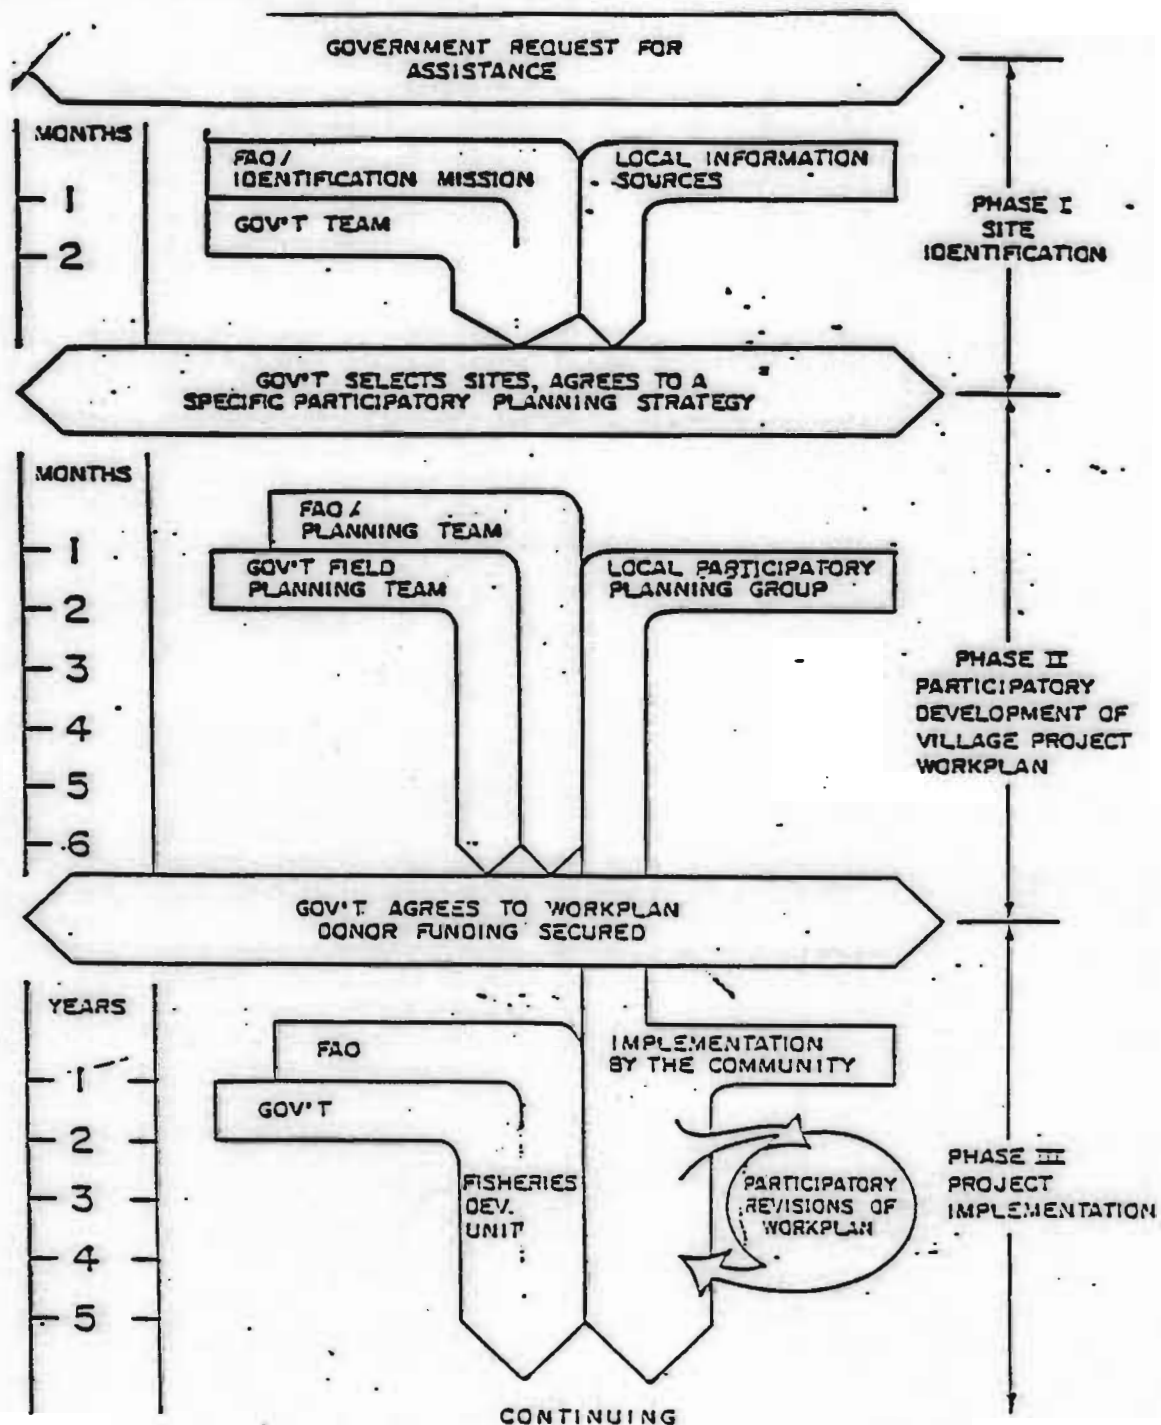 GOVERNMENT REQUEST FOR
ASSISTANCE
MONTHS
1
2
FAO/
IDENTIFICATION MISSION
GOV'T TEAM
LOCAL INFORMATION
SOURCES
PHASE I
SITE
IDENTIFICATION
GOV'T SELECTS SITES, AGREES TO A
SPECIFIC PARTICIPATORY PLANNING STRATEGY
MONTHS
1
2
3
4
5
6
FAO/
PLANNING TEAM
GOV'T FIELD
PLANNING TEAM
LOCAL PARTICIPATORY
PLANNING GROUP
PHASE II
PARTICIPATORY
DEVELOPMENT OF
VILLAGE PROJECT
WORKPLAN
GOV'T. AGREES TO WORKPLAN
DONOR FUNDING SECURED
YEARS
1
2
3
4
5
FAO
GOV'T
FISHERIES
DEV.
UNIT
IMPLEMENTATION
BY THE COMMUNITY
PARTICIPATORY
REVISIONS OF
WORKPLAN
PHASE III
PROJECT
IMPLEMENTATION
CONTINUING